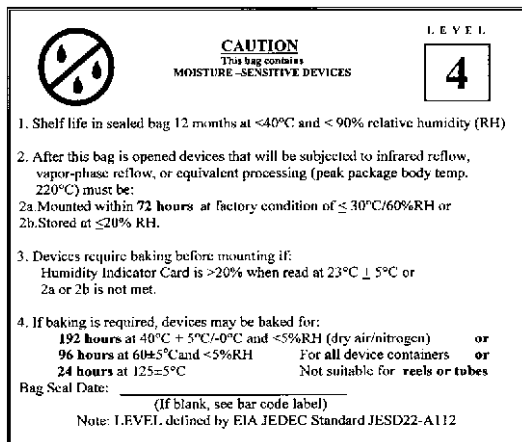 LEVEL
CAUTION
This bag contains
MOISTURE –SENSITIVE DEVICES
4
1. Shelf life in sealed bag 12 months at <40°C and < 90% relative humidity (RH)
2. After this bag is opened devices that will be subjected to infrared reflow,
vapor-phase reflow, or equivalent processing (peak package body temp.
220°C) must be:
2a.Mounted within 72 hours at factory condition of ≤ 30°C/60%RH or
2b.Stored at ≤20% RH.
3. Devices require baking before mounting if:
Humidity Indicator Card is >20% when read at 23°C ± 5°C or
2a or 2b is not met.
4. If baking is required, devices may be baked for:
192 hours at 40°C + 5°C/-0°C and <5%RH (dry air/nitrogen) or
96 hours at 60±5°Cand <5%RH For all device containers or
24 hours at 125±5°C Not suitable for reels or tubes
Bag Seal Date:
(If blank, see bar code label)
Note: LEVEL defined by EIA JEDEC Standard JESD22-A112